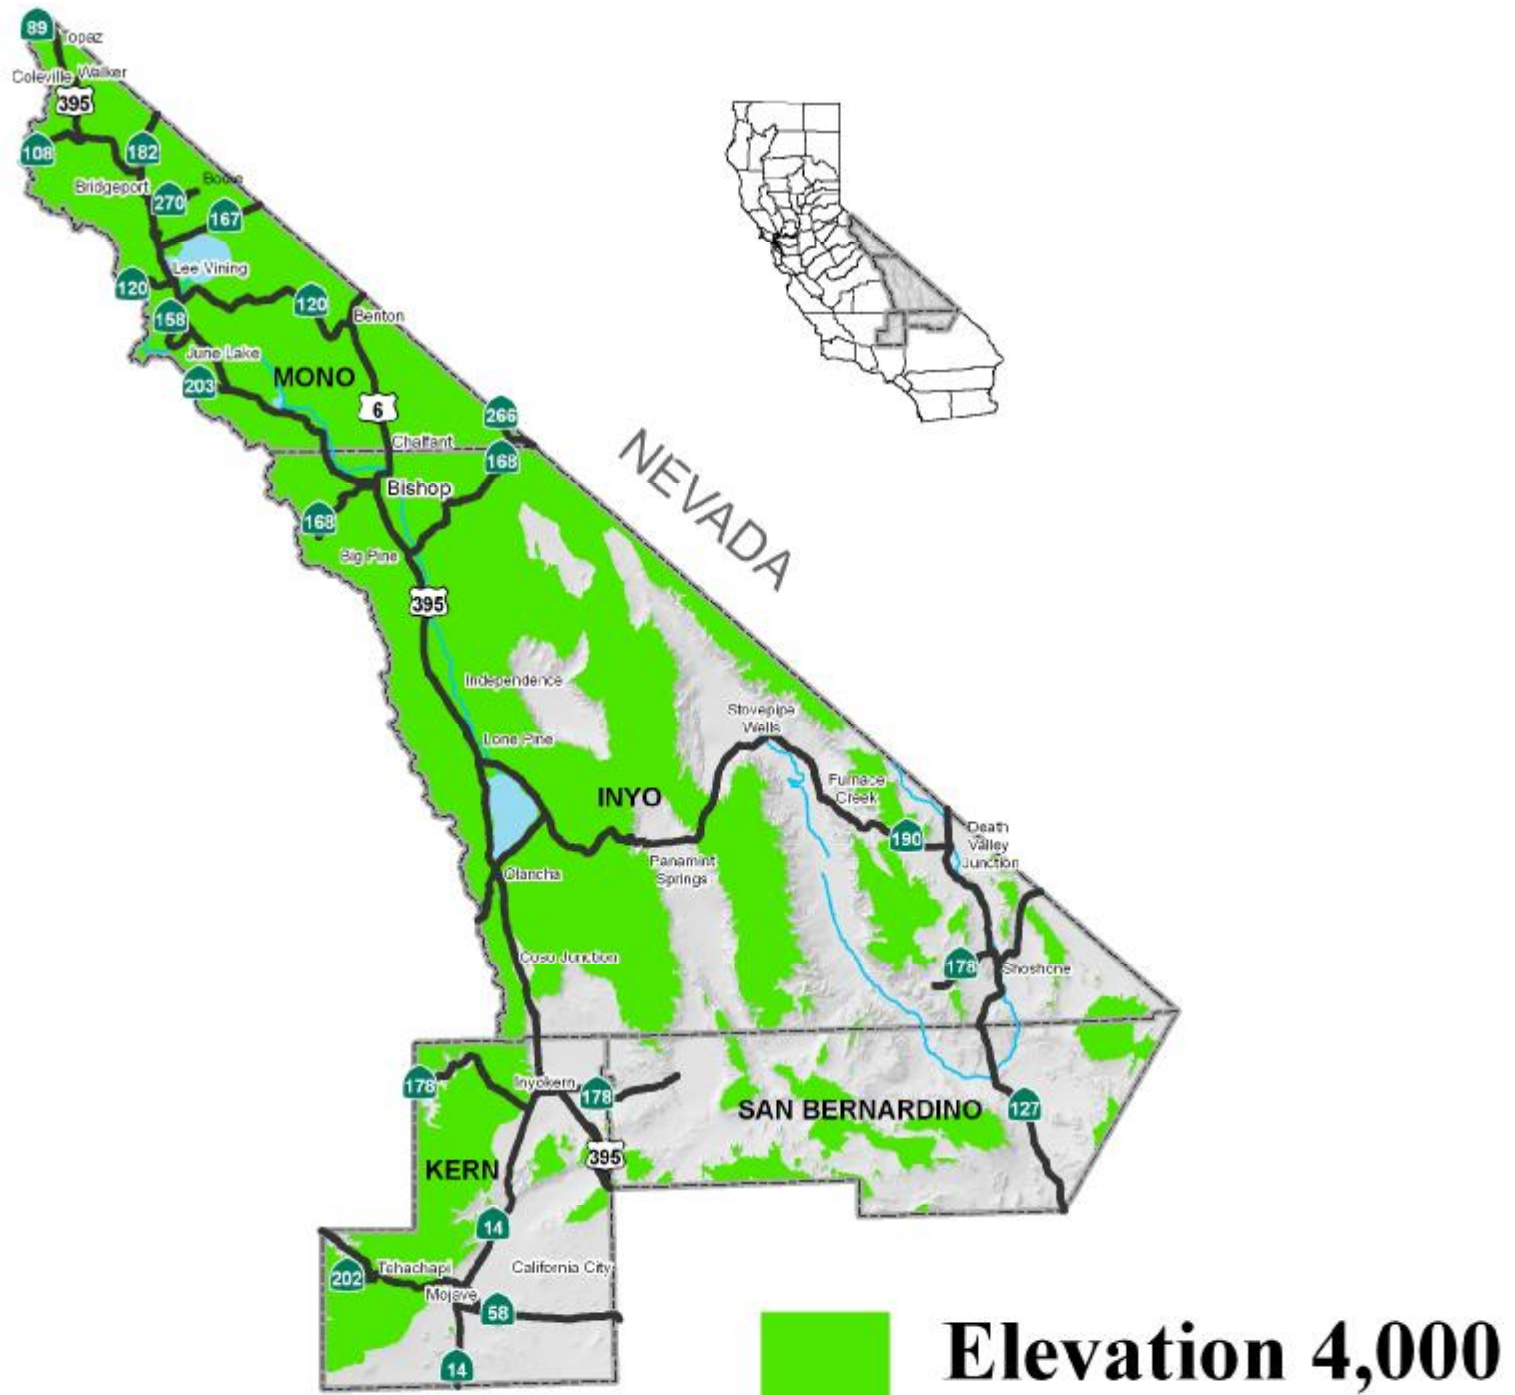 89
Topaz
Coleville
Walker
395
108
182
Bridgeport
Bodie
270
167
Lee Vining
120
120
158
Benton
June Lake
MONO
203
6
266
NEVADA
Chalfant
168
Bishop
168
Big Pine
395
Independence
Stovepipe
Wells
Lone Pine
INYO
Furnace
Creek
190
Death
Valley
Junction
Panamint
Springs
Olancha
Coso Junction
178
Shoshone
178
Inyokern
178
SAN BERNARDINO
127
395
KERN
14
202
Tehachapi
California City
Mojave
58
14
Elevation 4,000